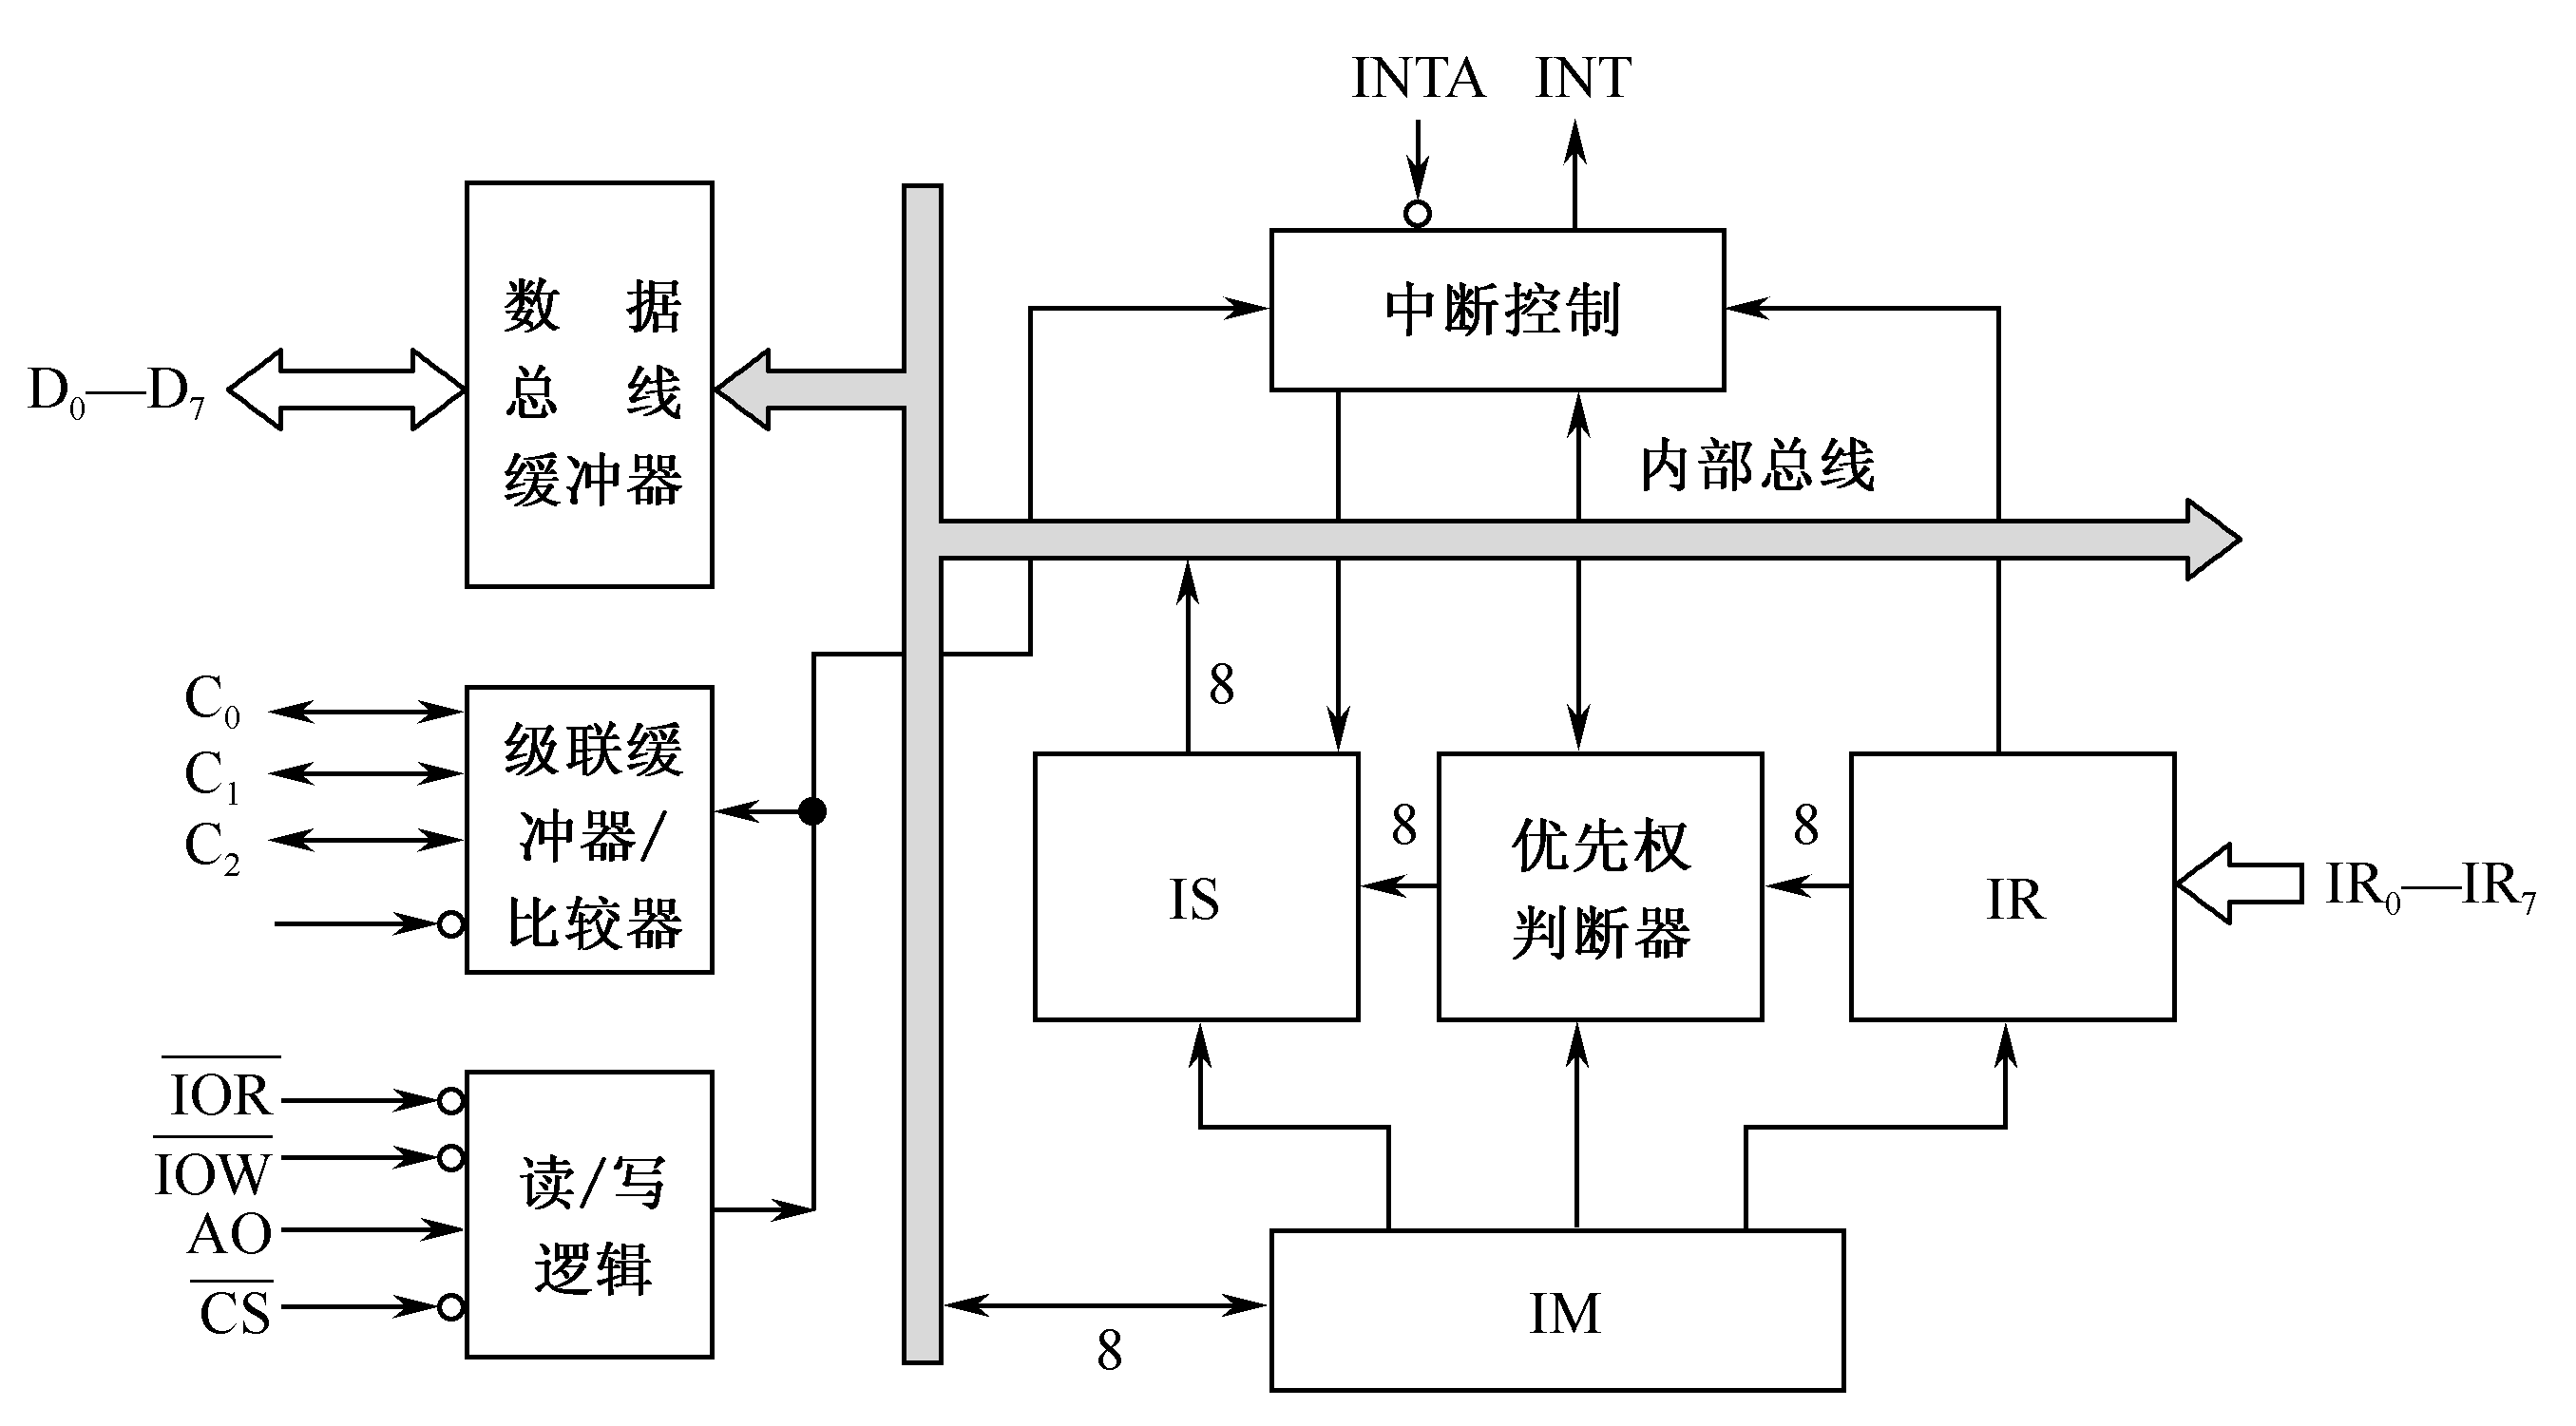 INTA INT
数 据
总 线
缓冲器
D0—D7
中断控制
内部总线
C0
C1
C2
级联缓
冲器/
比较器
8
IS
8
优先权
判断器
8
IR
IR0—IR7
IOR
IOW
AO
CS
读/写
逻辑
8
IM